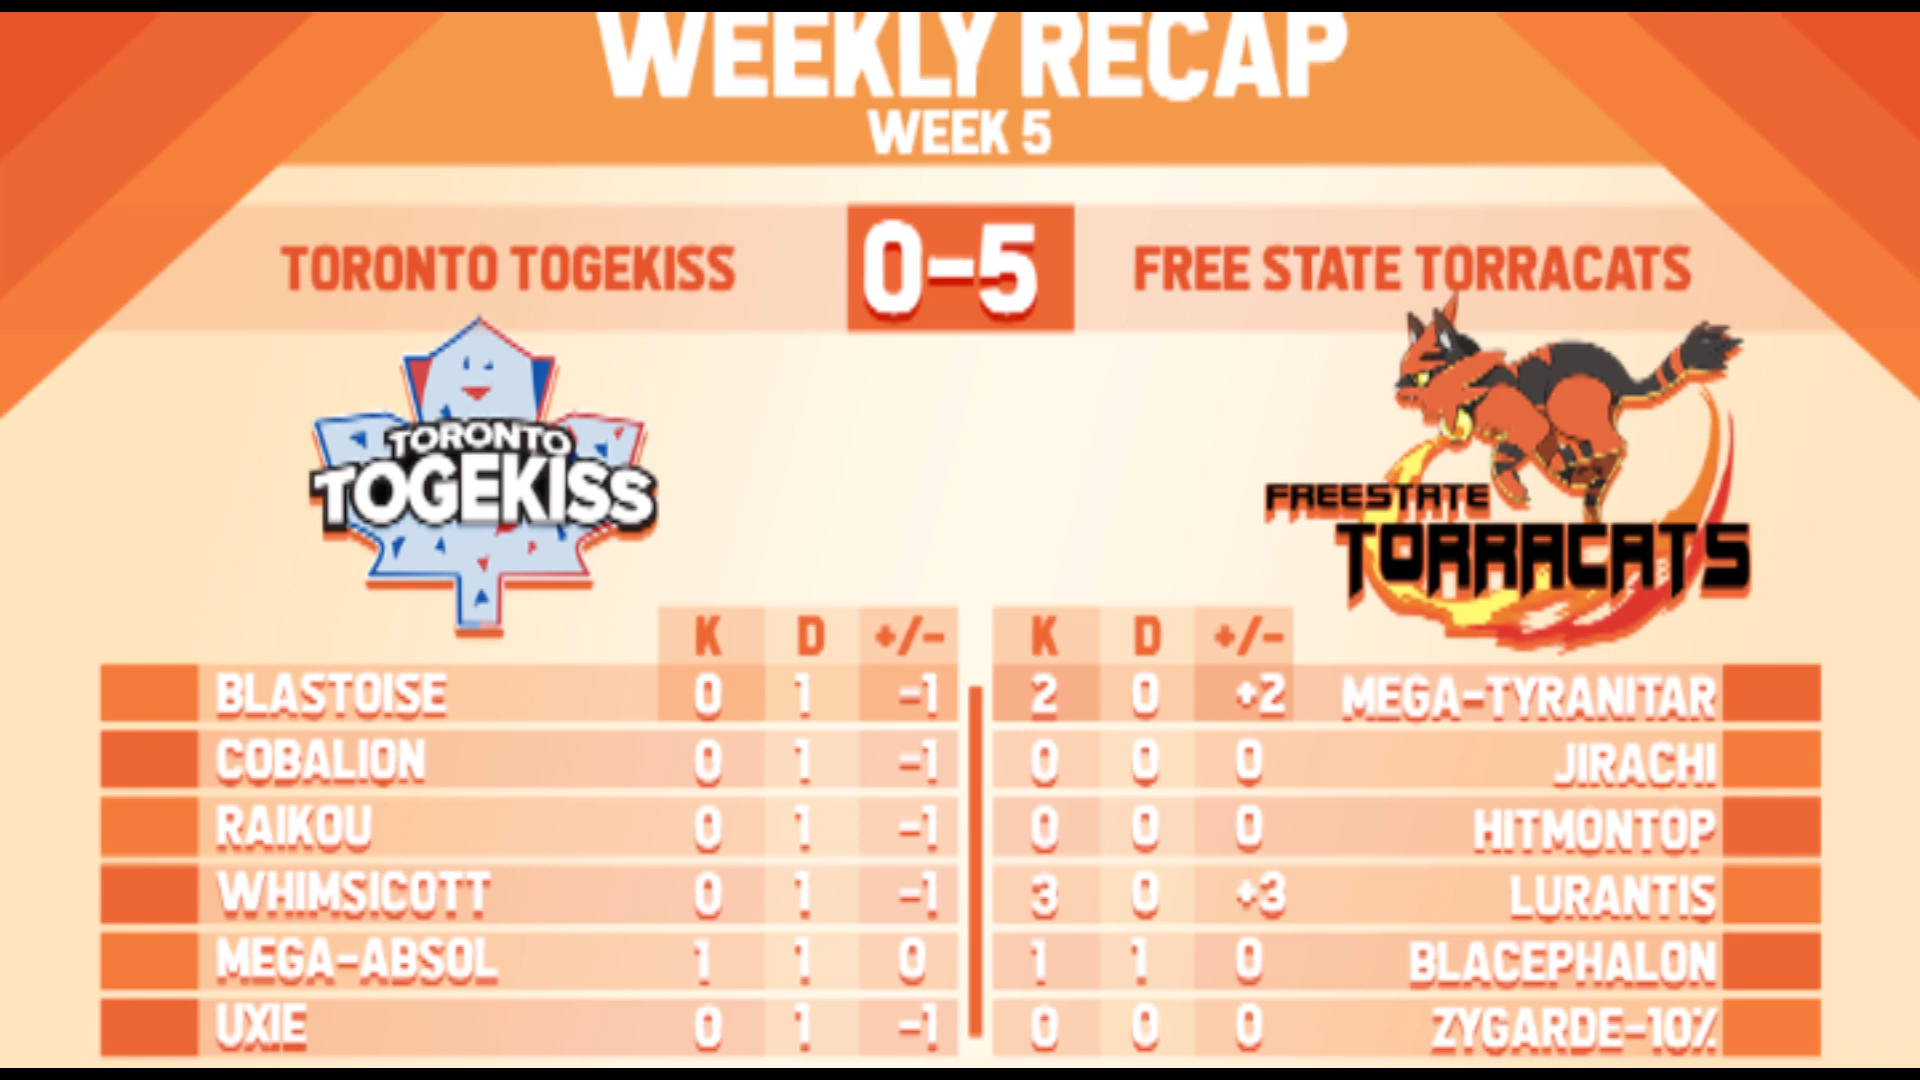 WEEKLY RECAP
WEEK 5
TORONTO TOGEKISS 0-5 FREE STATE TORRACATS
TORONTO
TOGEKISS
FREESTATE
TORRACATS
K D +/- K D +/-
BLASTOISE 0 1 -1 2 0 +2 MEGA-TYRANITAR
COBALION 0 1 -1 0 0 0 JIRACHI
RAIKOU 0 1 -1 0 0 0 HITMONTOP
WHIMSICOTT 0 1 -1 3 0 +3 LURANTIS
MEGA-ABSOL 1 1 0 1 1 0 BLACEPHALON
UXIE 0 1 -1 0 0 0 ZYGARDE-10%